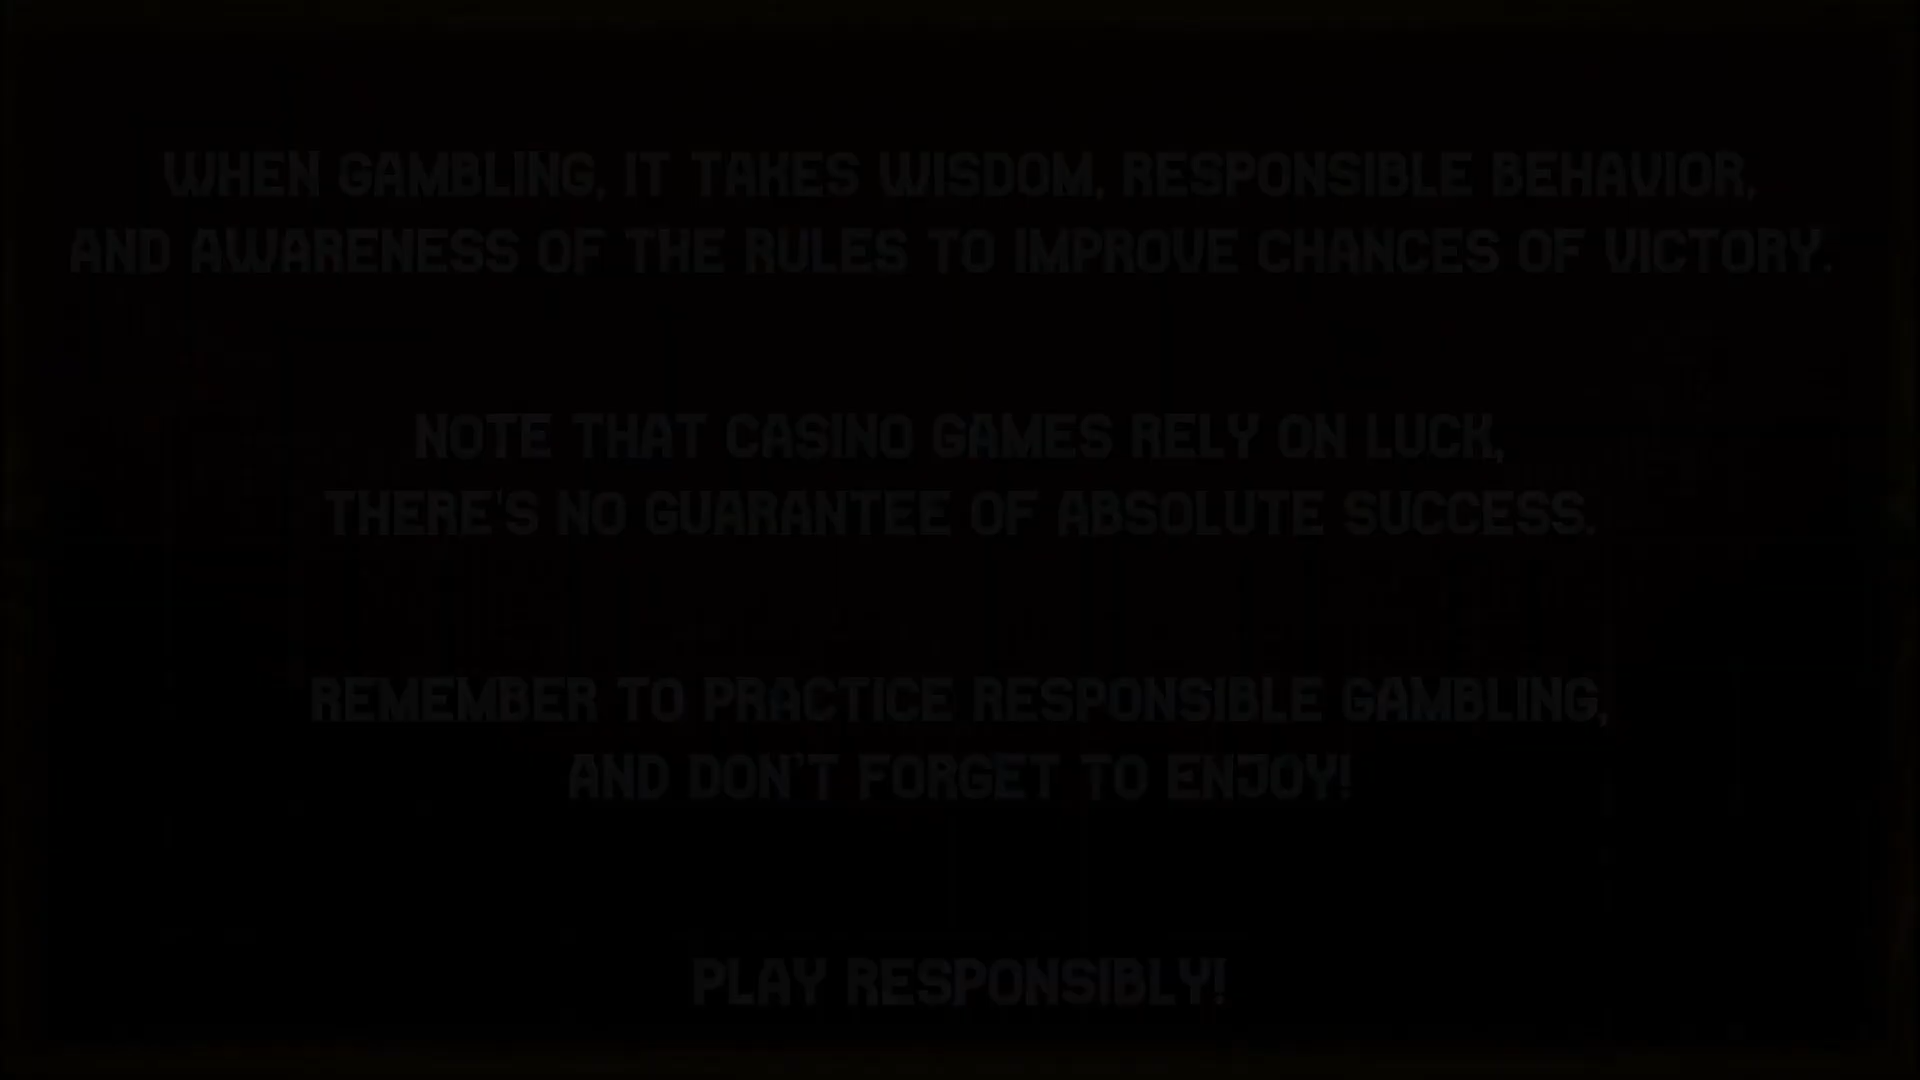 WHEN GAMBLING, IT TAKES WISDOM, RESPONSIBLE BEHAVIOR,
AND AWARENESS OF THE RULES TO IMPROVE CHANCES OF VICTORY.
NOTE THAT CASINO GAMES RELY ON LUCK,
THERE'S NO GUARANTEE OF ABSOLUTE SUCCESS.
REMEMBER TO PRACTICE RESPONSIBLE GAMBLING,
AND DON'T FORGET TO ENJOY!
PLAY RESPONSIBLY!